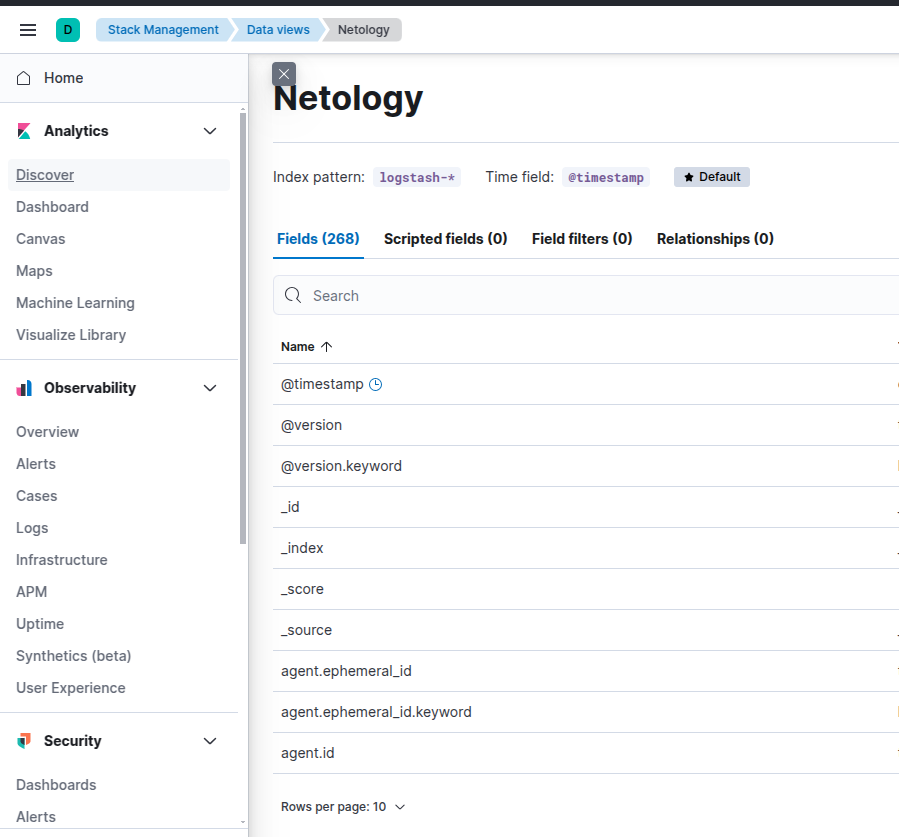 D
Stack Management
Data views
Netology
Home
Analytics
Discover
Dashboard
Canvas
Maps
Machine Learning
Visualize Library
Observability
Overview
Alerts
Cases
Logs
Infrastructure
APM
Uptime
Synthetics (beta)
User Experience
Security
Dashboards
Alerts
Netology
Index pattern: logstash-* Time field: @timestamp Default
Fields (268) Scripted fields (0) Field filters (0) Relationships (0)
Search
Name
@timestamp
@version
@version.keyword
_id
_index
_score
_source
agent.ephemeral_id
agent.ephemeral_id.keyword
agent.id
Rows per page: 10